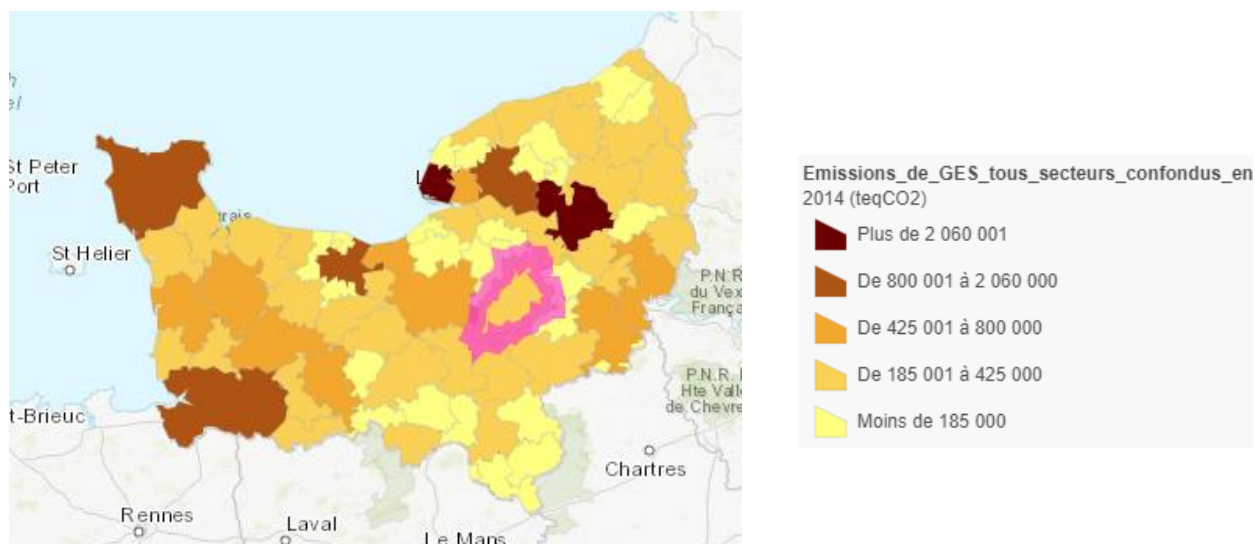 St Peter
Port
St Helier
t-Brieuc
Rennes
Laval
Le Mans
Chartres
P.N.R
du Vex
França
P.N.R.
Hte Vall
de Chevre
Emissions_de_GES_tous_secteurs_confondus_en
2014 (teqCO2)
Plus de 2 060 001
De 800 001 à 2 060 000
De 425 001 à 800 000
De 185 001 à 425 000
Moins de 185 000